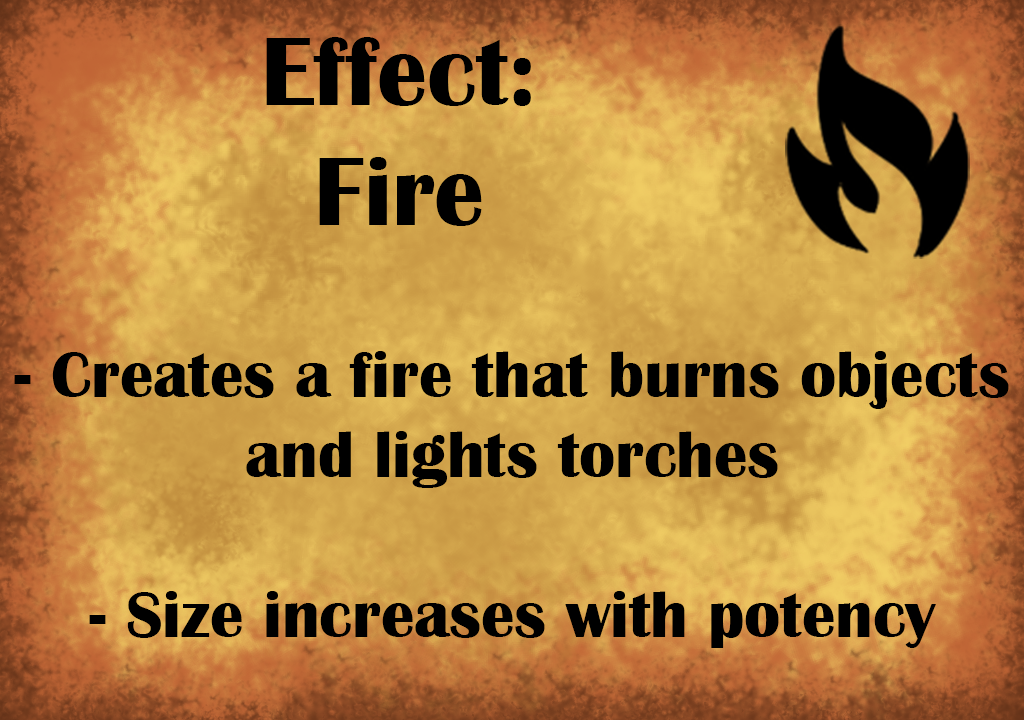 Effect:
Fire
- Creates a fire that burns objects
and lights torches
- Size increases with potency